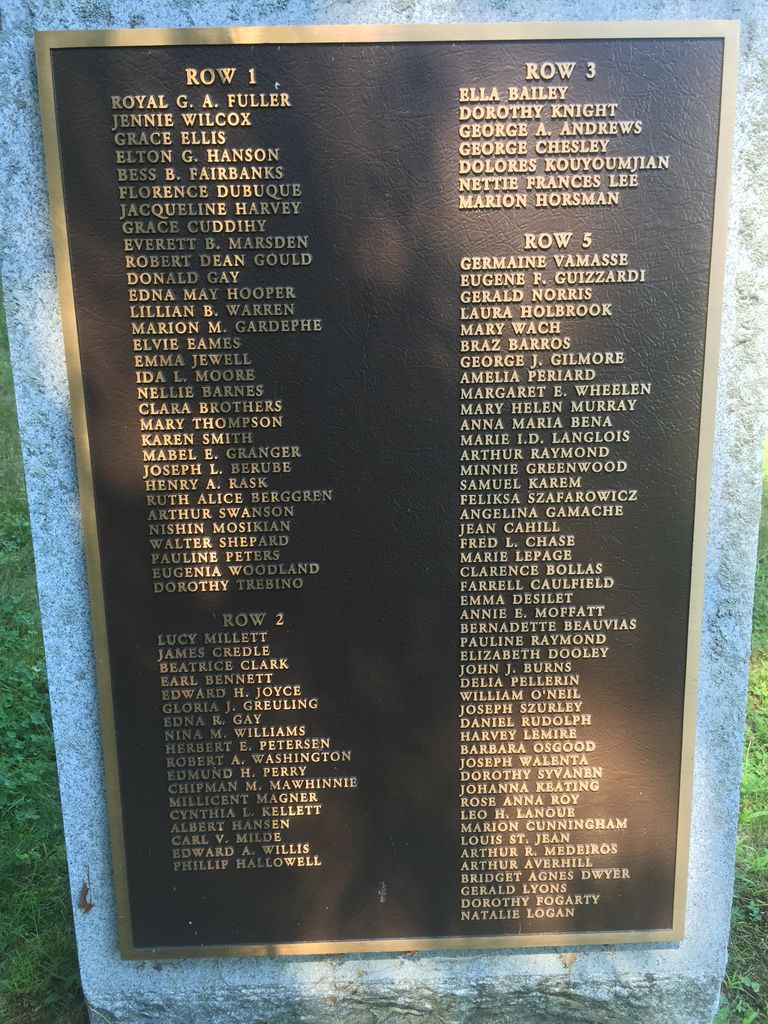 ROW 1
ROYAL G. A. FULLER
JENNIE WILCOX
GRACE ELLIS
ELTON G. HANSON
BESS B. FAIRBANKS
FLORENCE DUBUQUE
JACQUELINE HARVEY
GRACE CUDDIHY
EVERETT B. MARSDEN
ROBERT DEAN GOULD
DONALD GAY
EDNA MAY HOOPER
LILLIAN B. WARREN
MARION M. GARDEPHE
ELVIE EAMES
EMMA JEWELL
IDA L. MOORE
NELLIE BARNES
CLARA BROTHERS
MARY THOMPSON
KAREN SMITH
MABEL E. GRANGER
JOSEPH L. BERUBE
HENRY A. RASK
RUTH ALICE BERGGREN
ARTHUR SWANSON
NISHIN MOSIKIAN
WALTER SHEPARD
PAULINE PETERS
EUGENIA WOODLAND
DOROTHY TREBINO
ROW 2
LUCY MILLETT
JAMES CREDLE
BEATRICE CLARK
EARL BENNETT
EDWARD H. JOYCE
GLORIA J. GREULING
EDNA R. GAY
NINA M. WILLIAMS
HERBERT E. PETERSEN
ROBERT A. WASHINGTON
EDMUND H. PERRY
CHIPMAN M. MAWHINNIE
MILLICENT MAGNER
CYNTHIA L. KELLETT
ALBERT HANSEN
CARL V. MILDE
EDWARD A. WILLIS
PHILLIP HALLOWELL
ROW 3
ELLA BAILEY
DOROTHY KNIGHT
GEORGE A. ANDREWS
GEORGE CHESLEY
DOLORES KOUYOUMJIAN
NETTIE FRANCES LEE
MARION HORSMAN
ROW 5
GERMAINE VAMASSE
EUGENE F. GUIZZARDI
GERALD NORRIS
LAURA HOLBROOK
MARY WACH
BRAZ BARROS
GEORGE J. GILMORE
AMELIA PERIARD
MARGARET E. WHEELEN
MARY HELEN MURRAY
ANNA MARIA BENA
MARIE I.D. LANGLOIS
ARTHUR RAYMOND
MINNIE GREENWOOD
SAMUEL KAREM
FELIKSA SZAFAROWICZ
ANGELINA GAMACHE
JEAN CAHILL
FRED L. CHASE
MARIE LEPAGE
CLARENCE BOLLAS
FARRELL CAULFIELD
EMMA DESILET
ANNIE E. MOFFATT
BERNADETTE BEAUVIAS
PAULINE RAYMOND
ELIZABETH DOOLEY
JOHN J. BURNS
DELIA PELLERIN
WILLIAM O'NEIL
JOSEPH SZURLEY
DANIEL RUDOLPH
HARVEY LEMIRE
BARBARA OSGOOD
JOSEPH WALENTA
DOROTHY SYVANEN
JOHANNA KEATING
ROSE ANNA ROY
LEO H. LANOUE
MARION CUNNINGHAM
LOUIS ST. JEAN
ARTHUR R. MEDEIROS
ARTHUR AVERHILL
BRIDGET AGNES DWYER
GERALD LYONS
DOROTHY FOGARTY
NATALIE LOGAN